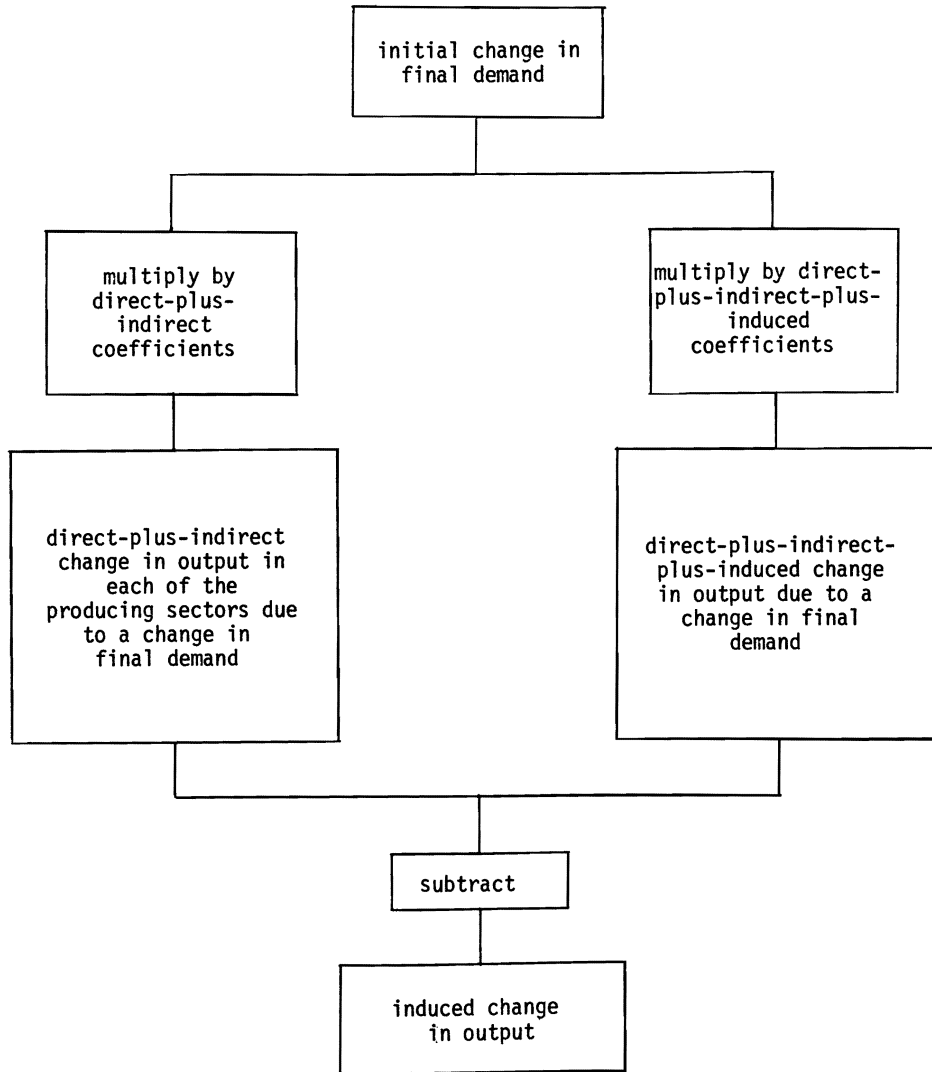 initial change in
final demand
multiply by
direct-plus-
indirect
coefficients
multiply by direct-
plus-indirect-plus-
induced
coefficients
direct-plus-indirect
change in output in
each of the
producing sectors due
to a change in
final demand
direct-plus-indirect-
plus-induced change
in output due to a
change in final
demand
subtract
induced change
in output